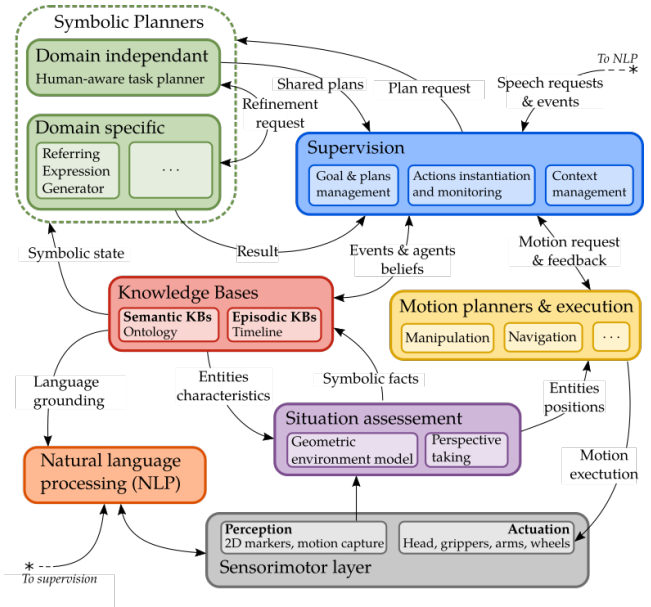 Symbolic Planners
Domain independant
Human-aware task planner
Shared plans
Plan request
To NLP
*
Speech requests
& events
Refinement
request
Domain specific
Referring
Expression
Generator
. . .
Supervision
Goal & plans
management
Actions instantiation
and monitoring
Context
management
Symbolic state
Result
Events & agents
beliefs
Motion request
& feedback
Knowledge Bases
Semantic KBs
Ontology
Episodic KBs
Timeline
Motion planners & execution
Manipulation
Navigation
. . .
Language
grounding
Entities
characteristics
Symbolic facts
Entities
positions
Situation assessement
Geometric
environment model
Perspective
taking
Natural language
processing (NLP)
Motion
exectution
Perception
2D markers, motion capture
Actuation
Head, grippers, arms, wheels
Sensorimotor layer
*
To supervision